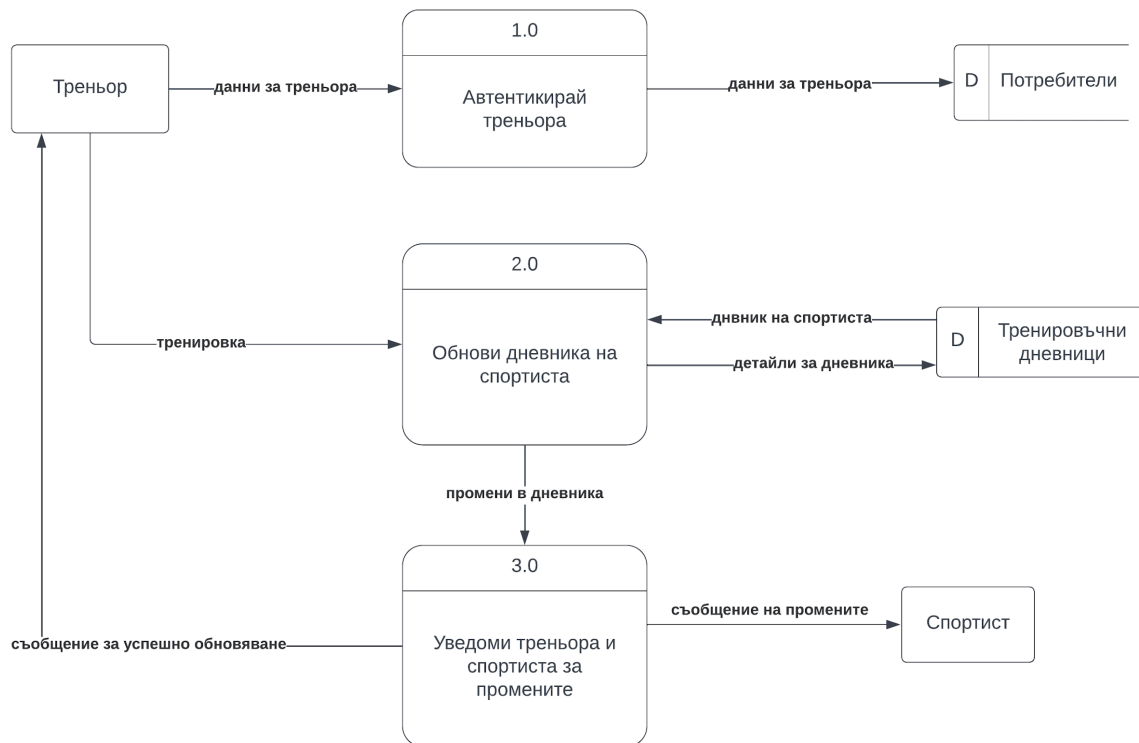 1.0
Треньор
данни за треньора
Автентикирай
треньора
данни за треньора
D
Потребители
2.0
тренировка
Обнови дневника на
спортиста
днвник на спортиста
детайли за дневника
D
Тренировъчни
дневници
промени в дневника
3.0
съобщение за успешно обновяване
Уведоми треньора и
спортиста за
промените
съобщение на промените
Спортист